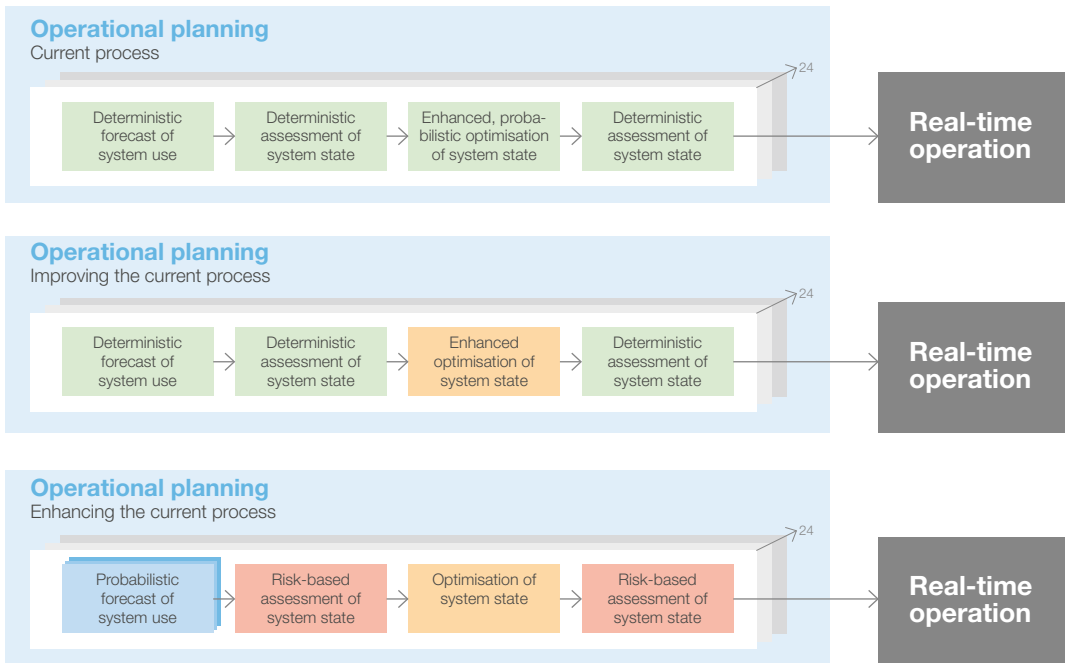 Operational planning
Current process
24
Deterministic
forecast of
system use
Deterministic
assessment of
system state
Enhanced, proba-
bilistic optimisation
of system state
Deterministic
assessment of
system state
Real-time
operation
Operational planning
Improving the current process
24
Deterministic
forecast of
system use
Deterministic
assessment of
system state
Enhanced
optimisation of
system state
Deterministic
assessment of
system state
Real-time
operation
Operational planning
Enhancing the current process
24
Probabilistic
forecast of
system use
Risk-based
assessment of
system state
Optimisation of
system state
Risk-based
assessment of
system state
Real-time
operation